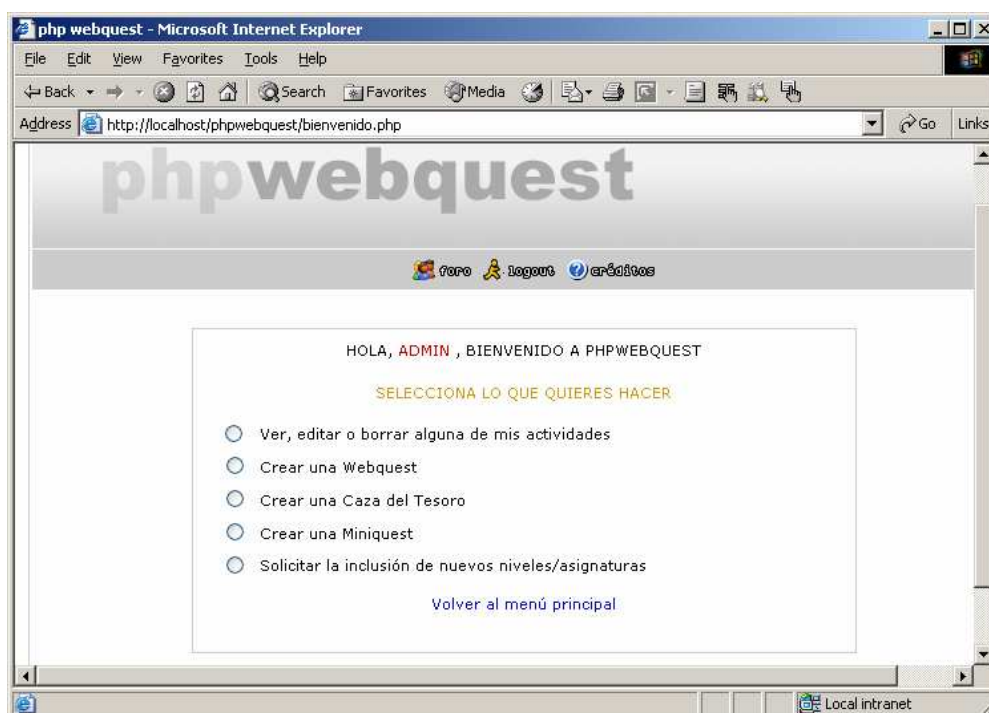 php webquest - Microsoft Internet Explorer
File Edit View Favorites Tools Help
Back Search Favorites Media
Address http://localhost/phpwebquest/bienvenido.php Go Links
phpwebquest
foro logout créditos
HOLA, ADMIN , BIENVENIDO A PHPWEBQUEST
SELECCIONA LO QUE QUIERES HACER
Ver, editar o borrar alguna de mis actividades
Crear una Webquest
Crear una Caza del Tesoro
Crear una Miniquest
Solicitar la inclusión de nuevos niveles/asignaturas
Volver al menú principal
Local intranet